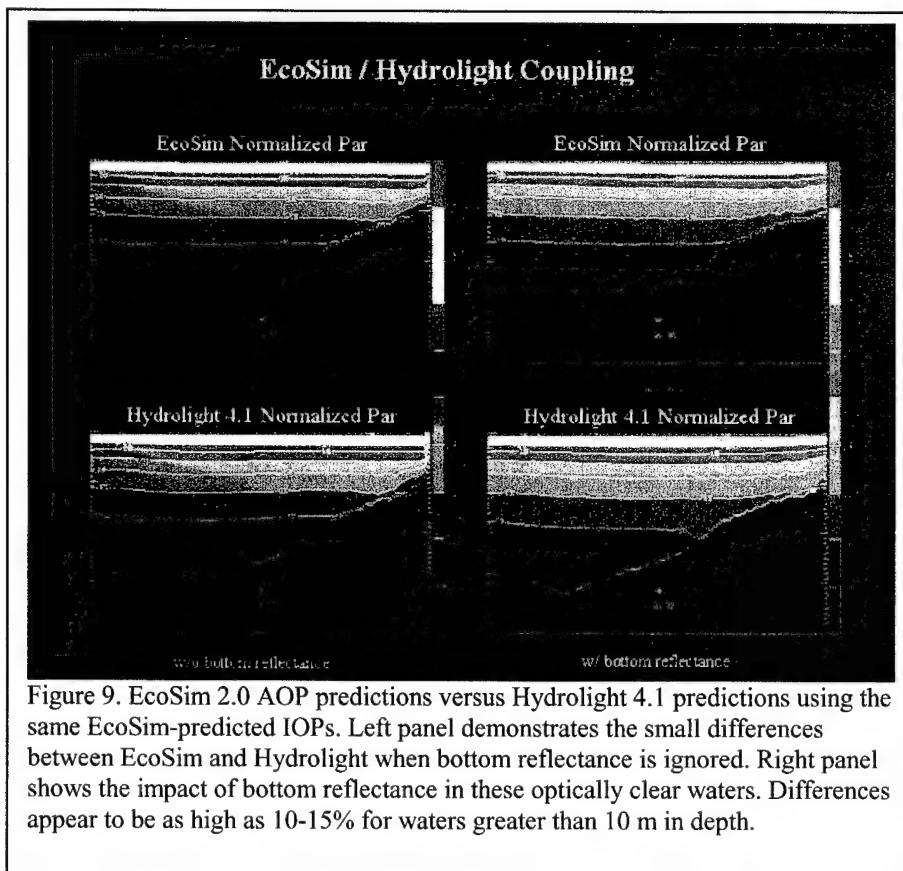 EcoSim / Hydrolight Coupling
EcoSim Normalized Par
EcoSim Normalized Par
Hydrolight 4.1 Normalized Par
Hydrolight 4.1 Normalized Par
w/o bottom reflectance
w/ bottom reflectance
Figure 9. EcoSim 2.0 AOP predictions versus Hydrolight 4.1 predictions using the
same EcoSim-predicted IOPs. Left panel demonstrates the small differences
between EcoSim and Hydrolight when bottom reflectance is ignored. Right panel
shows the impact of bottom reflectance in these optically clear waters. Differences
appear to be as high as 10-15% for waters greater than 10 m in depth.